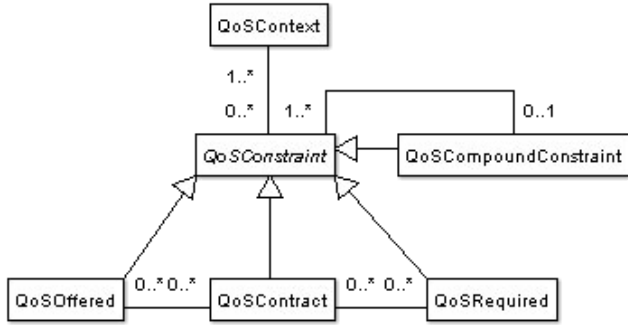 QoSContext
1..*
0..* 1..* 0..1
QoSConstraint QoSCompoundConstraint
0..* 0..* 0..* 0..*
QoSOffered QoSContract QoSRequired